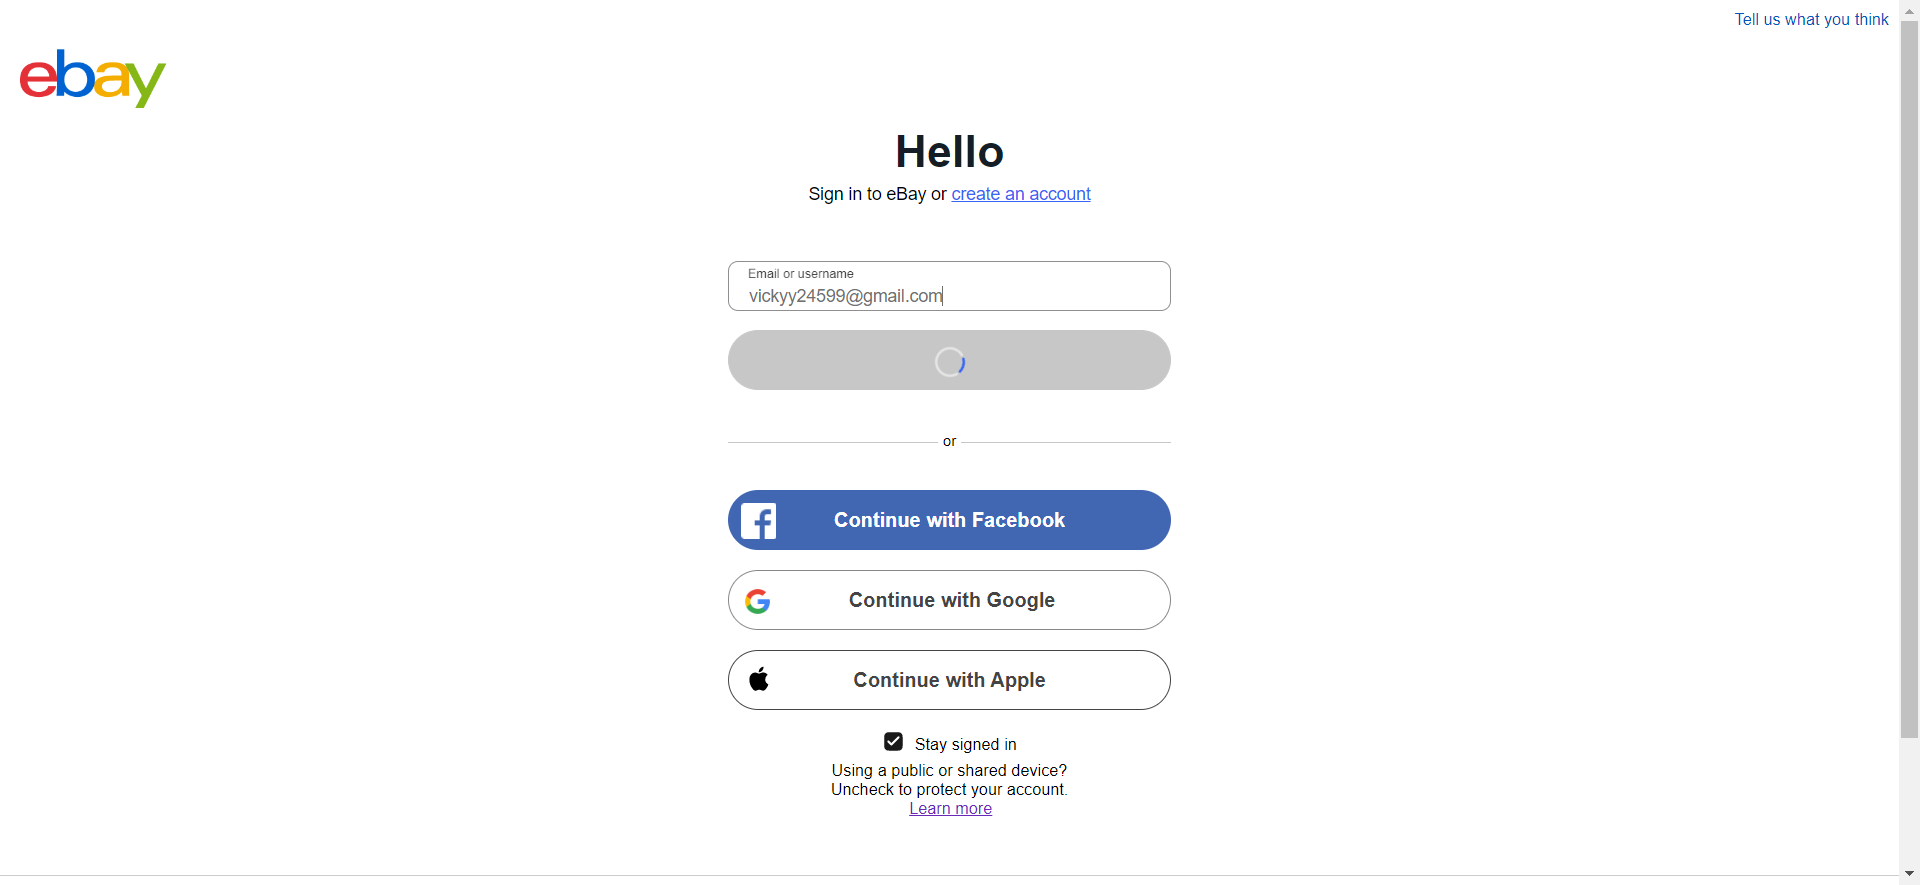 Tell us what you think
ebay
Hello
Sign in to eBay or create an account
Email or username
vickyy24599@gmail.com
or
Continue with Facebook
Continue with Google
Continue with Apple
Stay signed in
Using a public or shared device?
Uncheck to protect your account.
Learn more